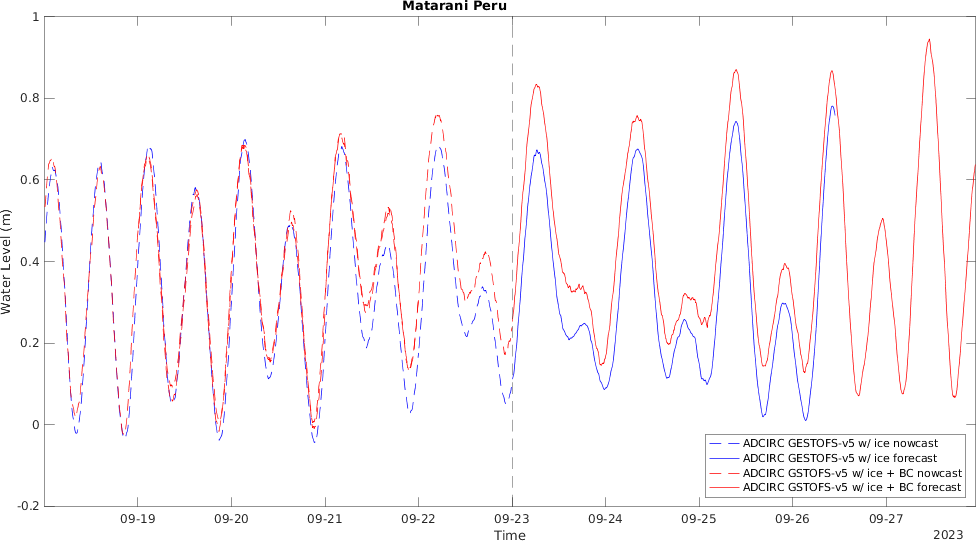 Matarani Peru
1
0.8
0.6
0.4
0.2
0
-0.2
Water Level (m)
09-19 09-20 09-21 09-22 09-23 09-24 09-25 09-26 09-27
Time
2023
ADCIRC GESTOFS-v5 w/ ice nowcast
ADCIRC GESTOFS-v5 w/ ice forecast
ADCIRC GSTOFS-v5 w/ ice + BC nowcast
ADCIRC GSTOFS-v5 w/ ice + BC forecast